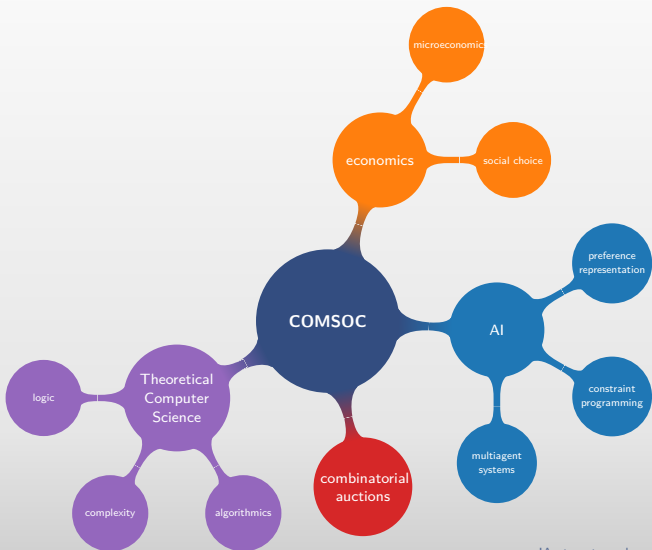 microeconomics
economics
social choice
preference
representation
COMSOC
AI
Theoretical
Computer
Science
logic
constraint
programming
multiagent
systems
combinatorial
auctions
complexity
algorithmics